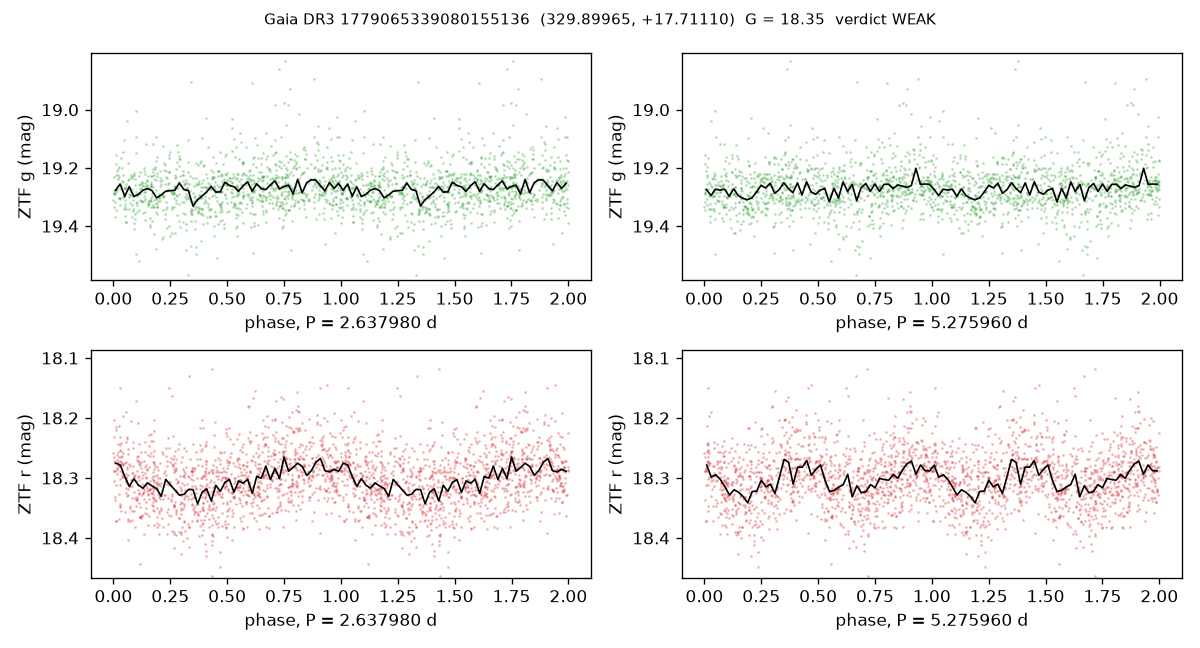 Gaia DR3 1779065339080155136  (329.89965, +17.71110)  G = 18.35  verdict WEAK
ZTF g (mag)
19.0
19.2
19.4
0.00 0.25 0.50 0.75 1.00 1.25 1.50 1.75 2.00
phase, P = 2.637980 d
ZTF g (mag)
19.0
19.2
19.4
0.00 0.25 0.50 0.75 1.00 1.25 1.50 1.75 2.00
phase, P = 5.275960 d
ZTF r (mag)
18.1
18.2
18.3
18.4
0.00 0.25 0.50 0.75 1.00 1.25 1.50 1.75 2.00
phase, P = 2.637980 d
ZTF r (mag)
18.1
18.2
18.3
18.4
0.00 0.25 0.50 0.75 1.00 1.25 1.50 1.75 2.00
phase, P = 5.275960 d